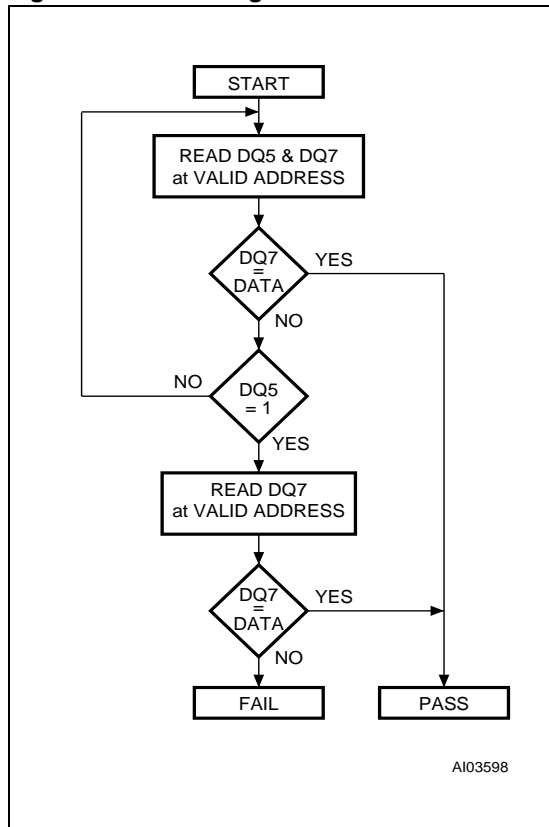 START
READ DQ5 & DQ7
at VALID ADDRESS
DQ7
=
DATA
YES
NO
DQ5
= 1
NO
YES
READ DQ7
at VALID ADDRESS
DQ7
=
DATA
YES
NO
FAIL
PASS
AI03598